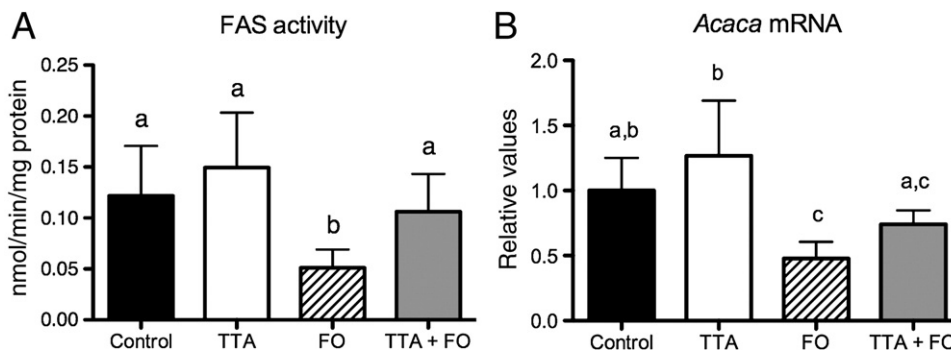 A
FAS activity
nmol/min/mg protein
0.25
0.20
0.15
0.10
0.05
0.00
a
a
b
a
Control
TTA
FO
TTA + FO
B
Acaca mRNA
Relative values
2.0
1.5
1.0
0.5
0.0
a,b
b
c
a,c
Control
TTA
FO
TTA + FO